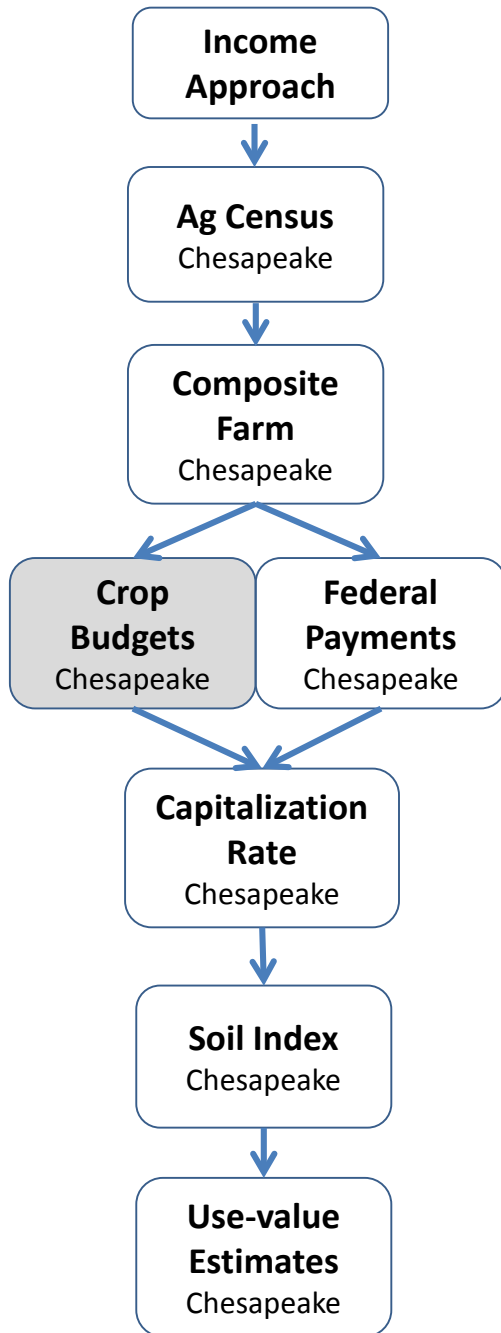 Income
Approach
Ag Census
Chesapeake
Composite
Farm
Chesapeake
Crop
Budgets
Chesapeake
Federal
Payments
Chesapeake
Capitalization
Rate
Chesapeake
Soil Index
Chesapeake
Use-value
Estimates
Chesapeake